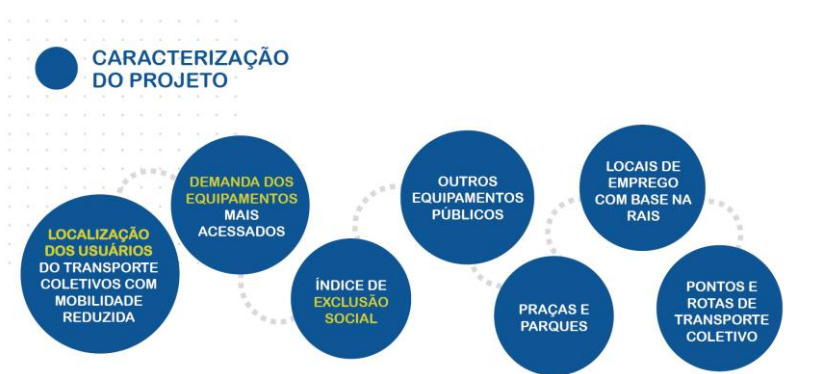 CARACTERIZAÇÃO
DO PROJETO
LOCALIZAÇÃO
DOS USUÁRIOS
DO TRANSPORTE
COLETIVOS COM
MOBILIDADE
REDUZIDA
DEMANDA DOS
EQUIPAMENTOS
MAIS
ACESSADOS
ÍNDICE DE
EXCLUSÃO
SOCIAL
OUTROS
EQUIPAMENTOS
PÚBLICOS
PRAÇAS E
PARQUES
LOCAIS DE
EMPREGO
COM BASE NA
RAIS
PONTOS E
ROTAS DE
TRANSPORTE
COLETIVO